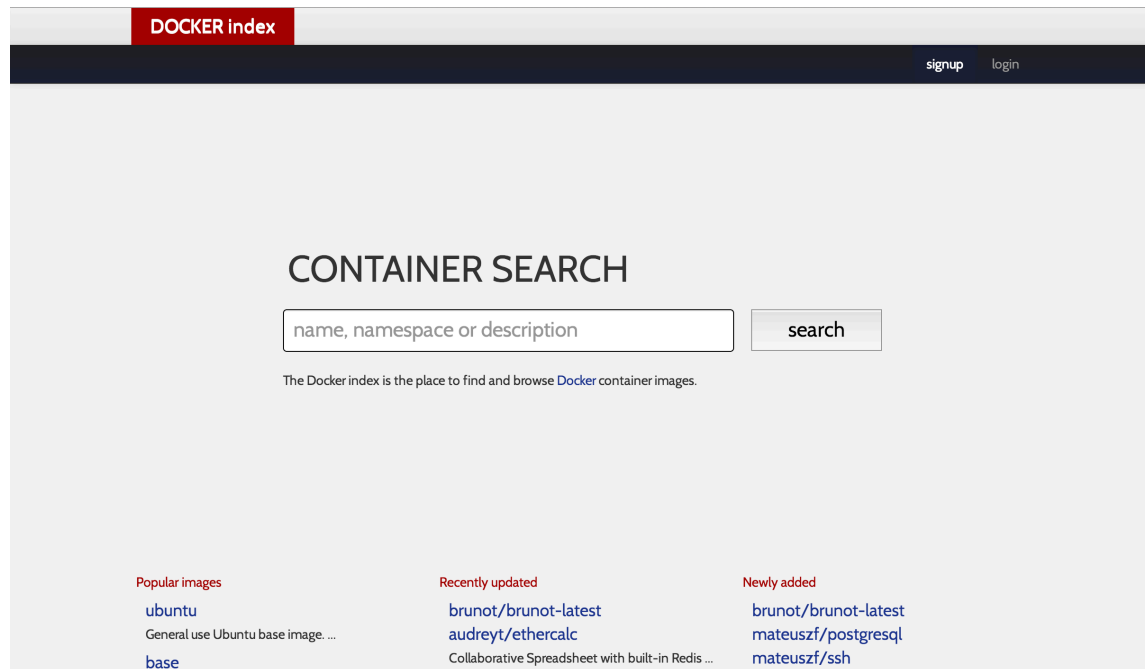 DOCKER index
signup login
CONTAINER SEARCH
name, namespace or description
search
The Docker index is the place to find and browse Docker container images.
Popular images
ubuntu
General use Ubuntu base image. ...
base
Recently updated
brunot/brunot-latest
audreyt/ethercalc
Collaborative Spreadsheet with built-in Redis ...
Newly added
brunot/brunot-latest
mateuszf/postgresql
mateuszf/ssh